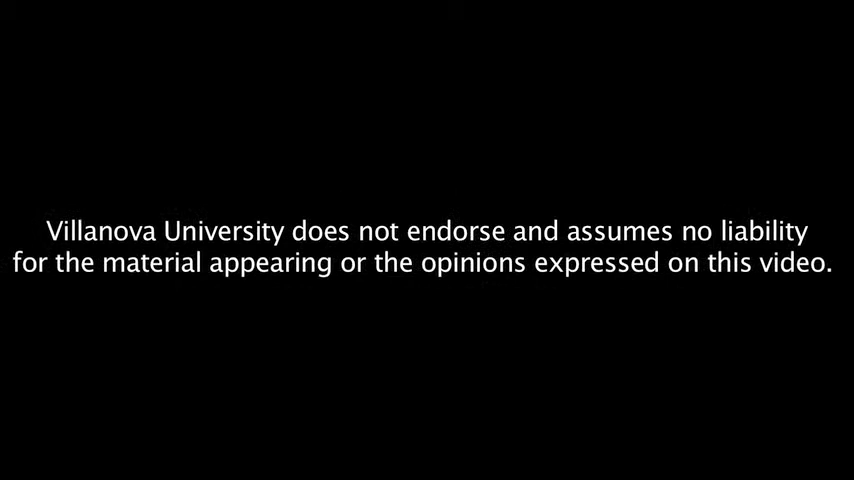 Villanova University does not endorse and assumes no liability
for the material appearing or the opinions expressed on this video.